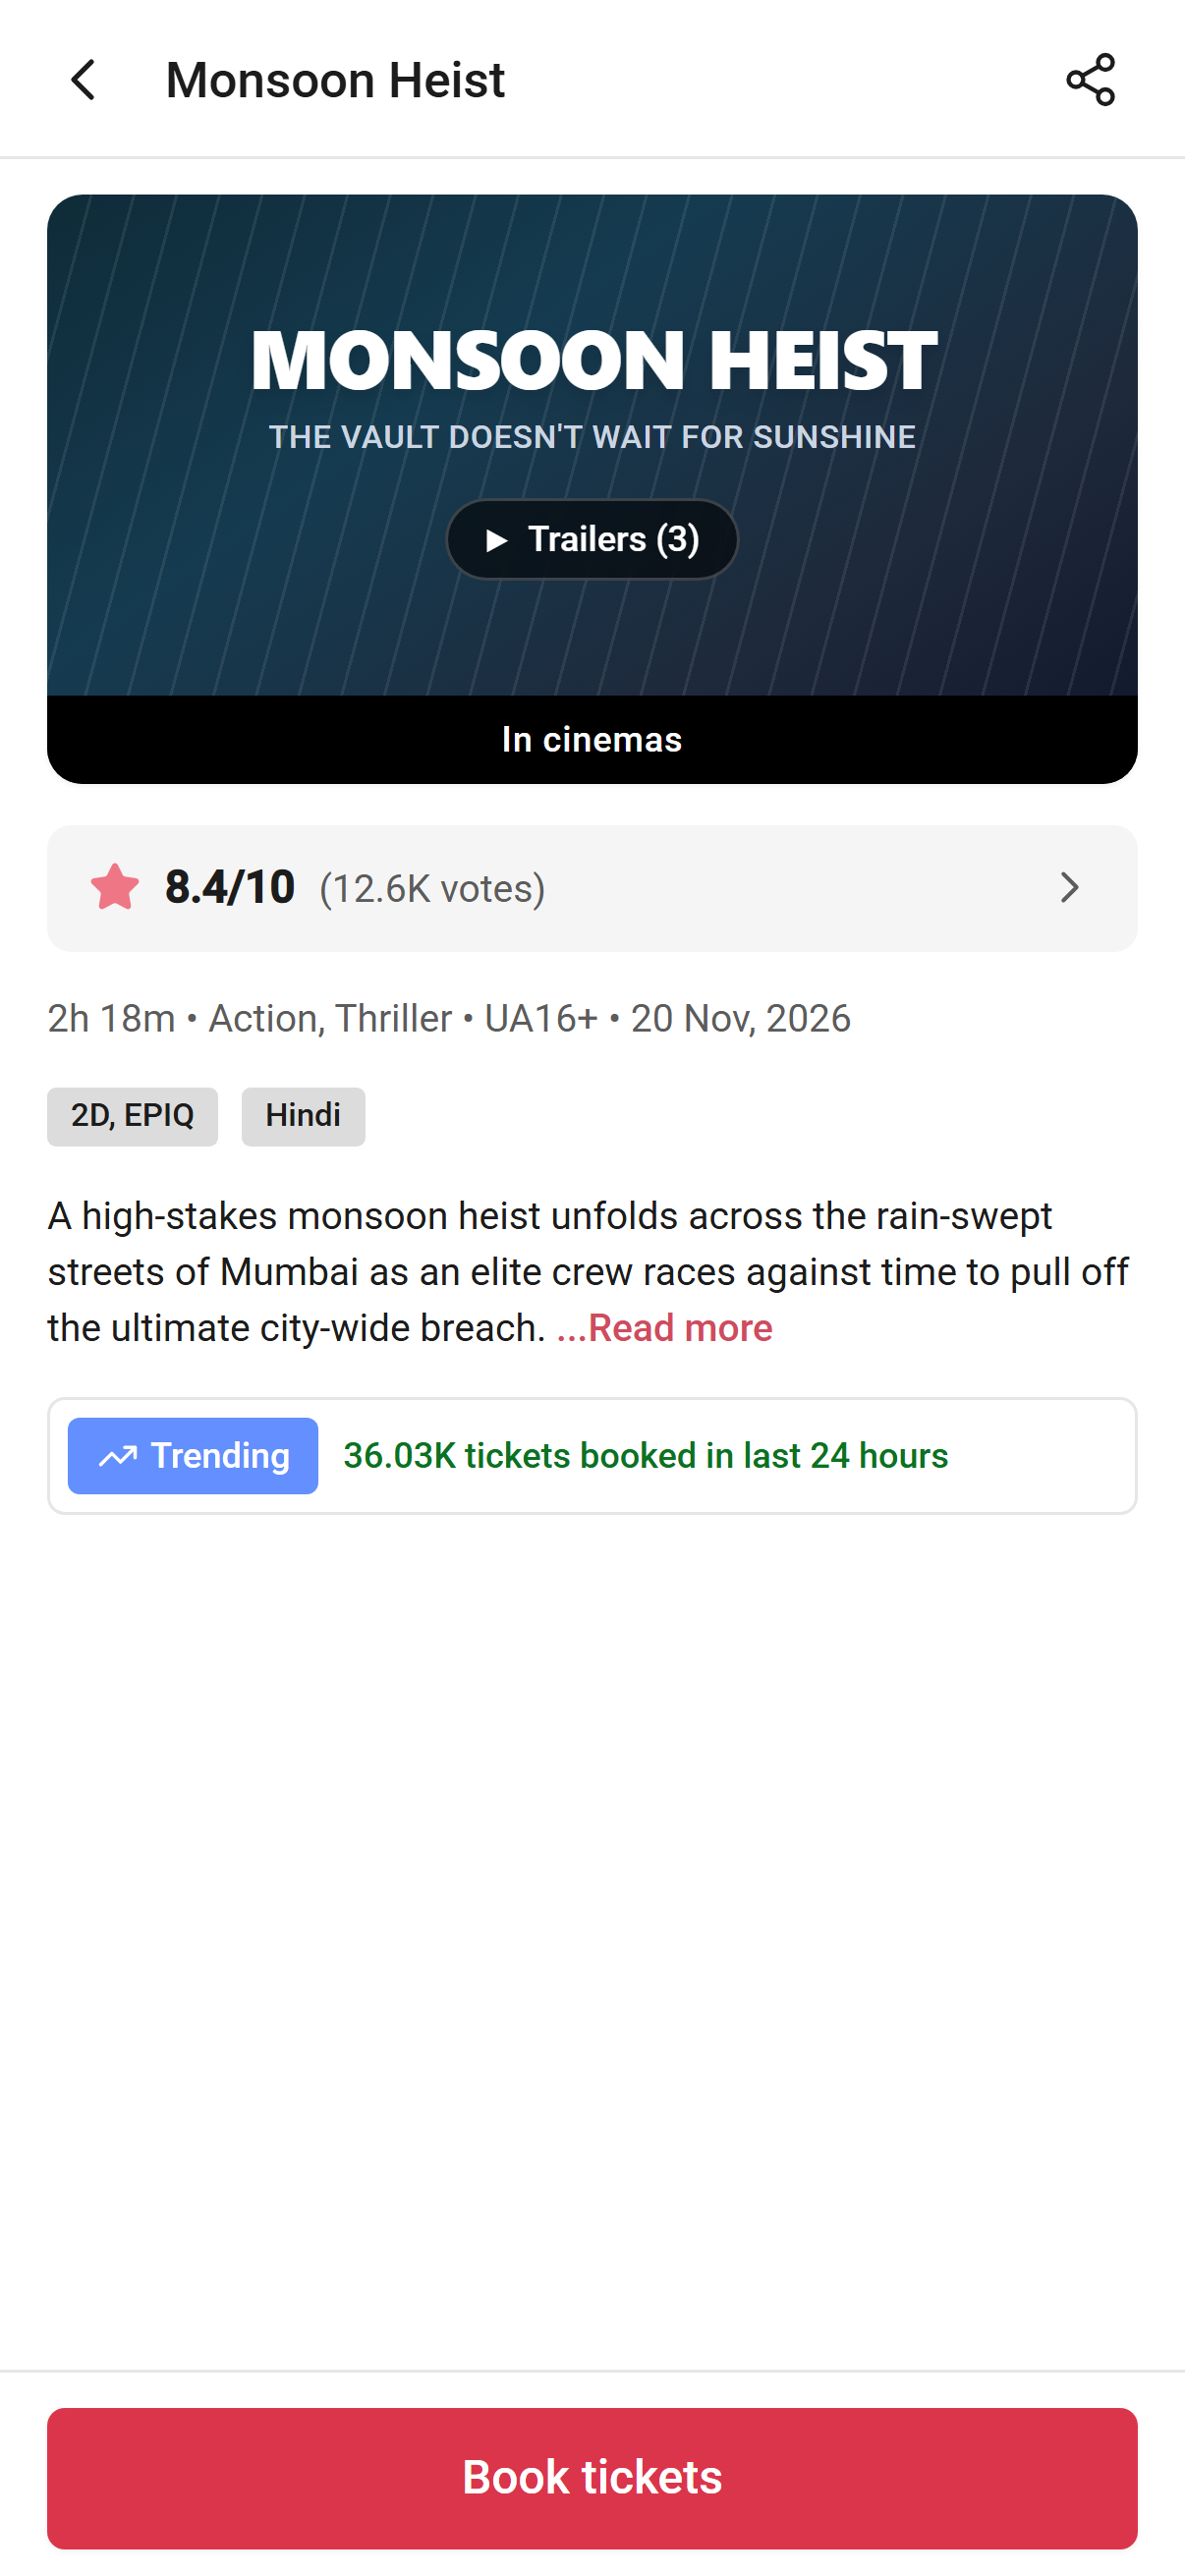 Monsoon Heist
MONSOON HEIST
THE VAULT DOESN'T WAIT FOR SUNSHINE
Trailers (3)
In cinemas
8.4/10 (12.6K votes)
2h 18m • Action, Thriller • UA16+ • 20 Nov, 2026
2D, EPIQ Hindi
A high-stakes monsoon heist unfolds across the rain-swept
streets of Mumbai as an elite crew races against time to pull off
the ultimate city-wide breach. ...Read more
Trending 36.03K tickets booked in last 24 hours
Book tickets